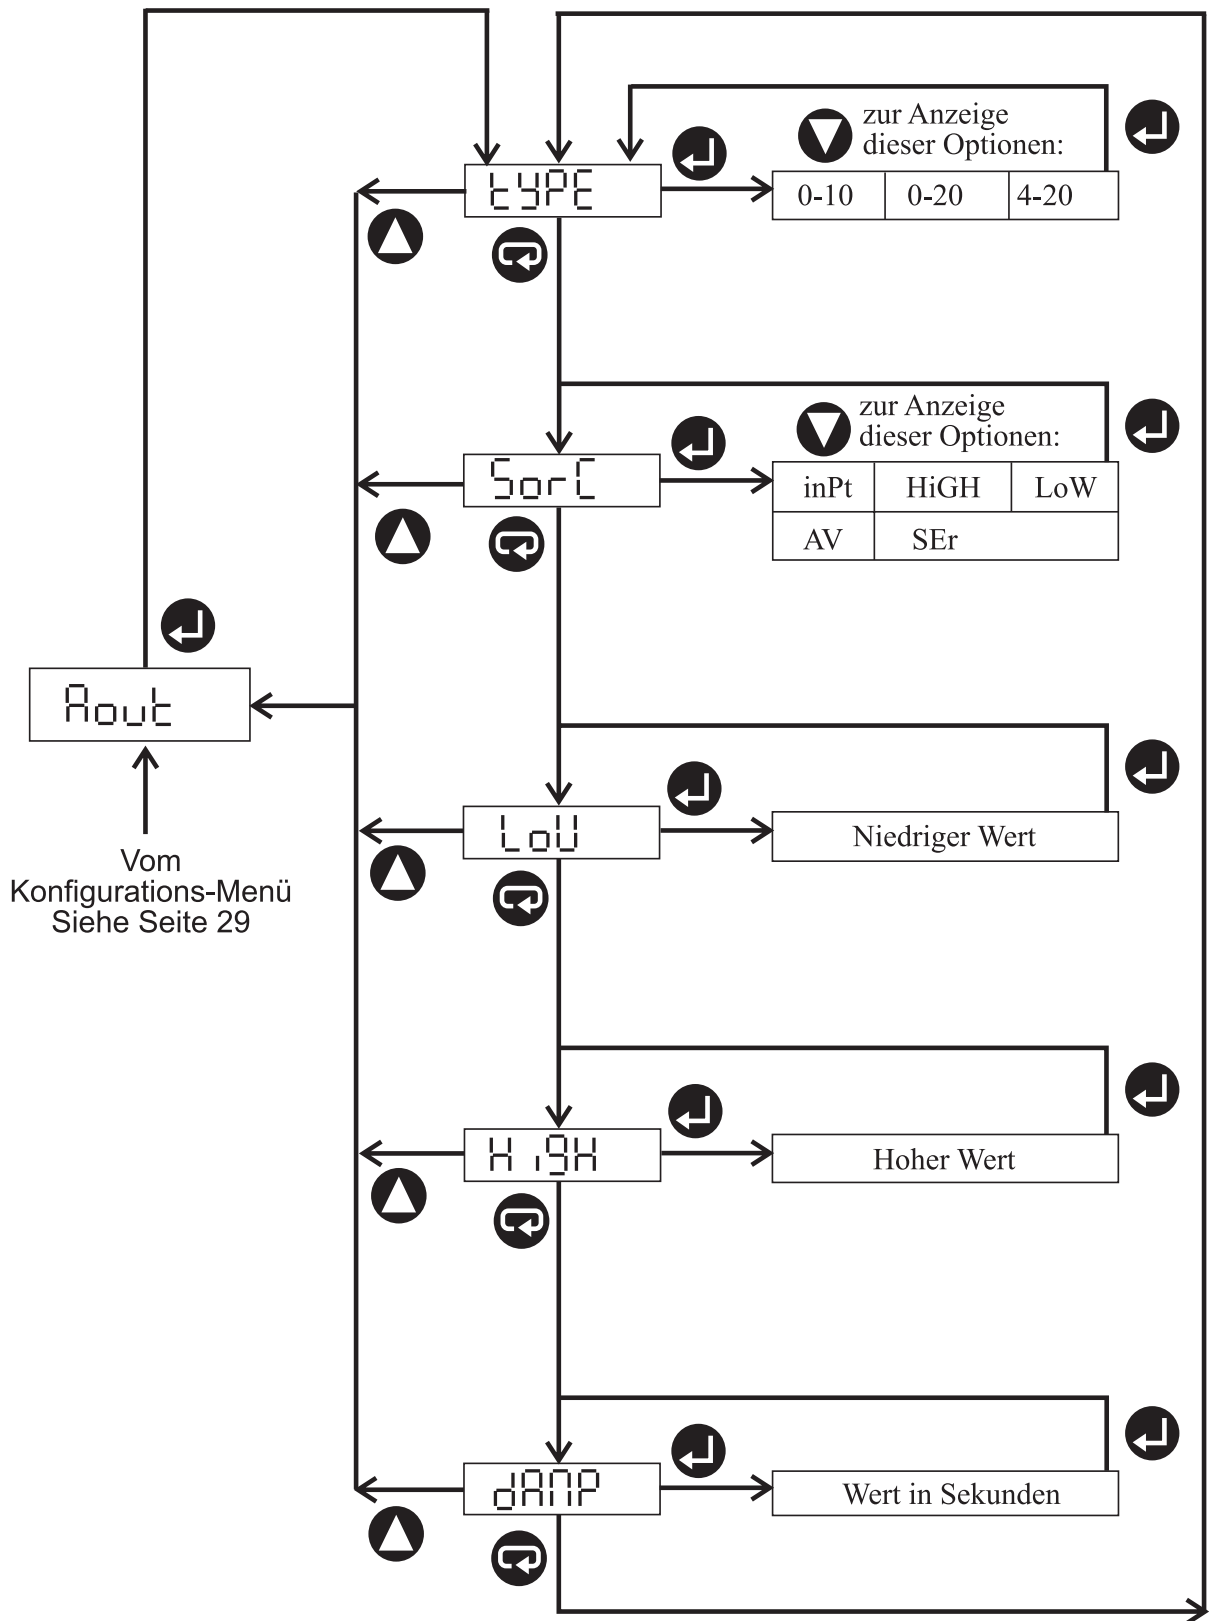 zur Anzeige
dieser Optionen:
tYPE
0-10 0-20 4-20
zur Anzeige
dieser Optionen:
SorC
inPt HiGH LoW
AV SEr
Aout
LoU
Niedriger Wert
Vom
Konfigurations-Menü
Siehe Seite 29
HigH
Hoher Wert
dAMP
Wert in Sekunden